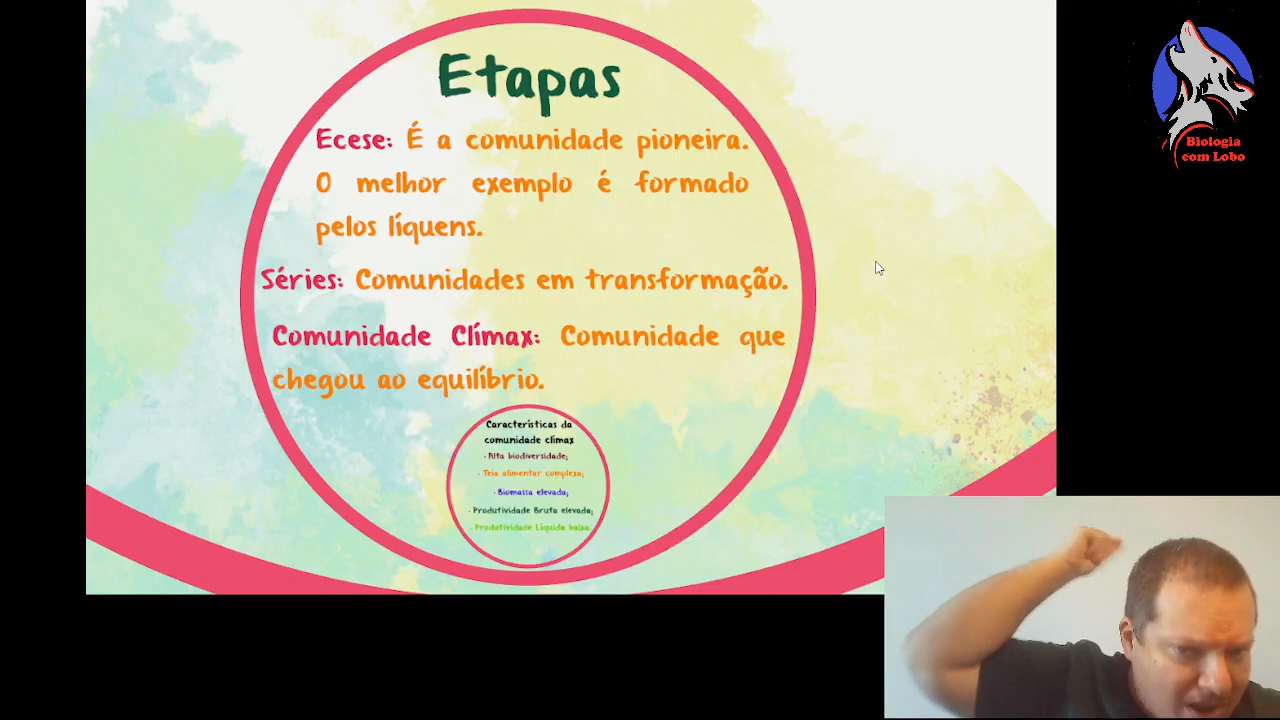 Etapas
Ecese: É a comunidade pioneira.
O melhor exemplo é formado
pelos líquens.
Séries: Comunidades em transformação.
Comunidade Clímax: Comunidade que
chegou ao equilíbrio.
Características da
comunidade clímax
· Alta biodiversidade;
· Teia alimentar complexa;
· Biomassa elevada;
· Produtividade Bruta elevada;
· Produtividade Líquida baixa.
Biologia
com Lobo